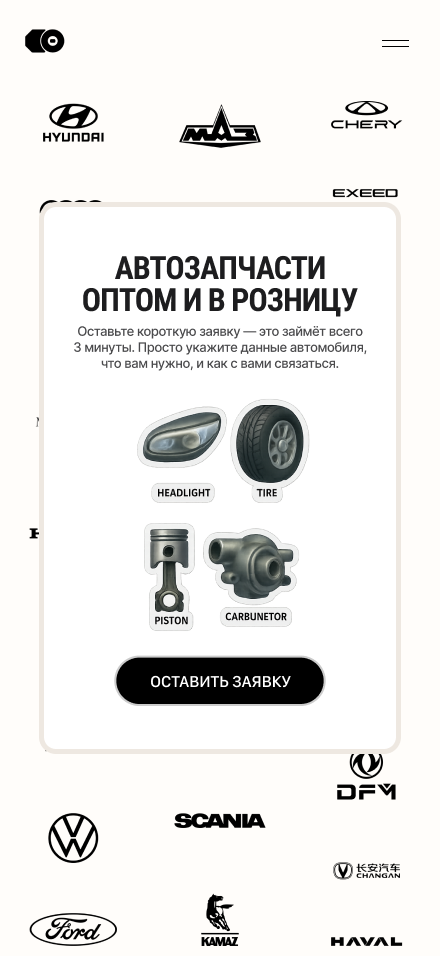 HYUNDAI
МАЗ
CHERY
EXEED
АВТОЗАПЧАСТИ
ОПТОМ И В РОЗНИЦУ
Оставьте короткую заявку — это займёт всего
3 минуты. Просто укажите данные автомобиля,
что вам нужно, и как с вами связаться.
HEADLIGHT
TIRE
PISTON
CARBUNETOR
ОСТАВИТЬ ЗАЯВКУ
DFM
SCANIA
长安汽车
CHANGAN
Ford
KAMAZ
HAVAL